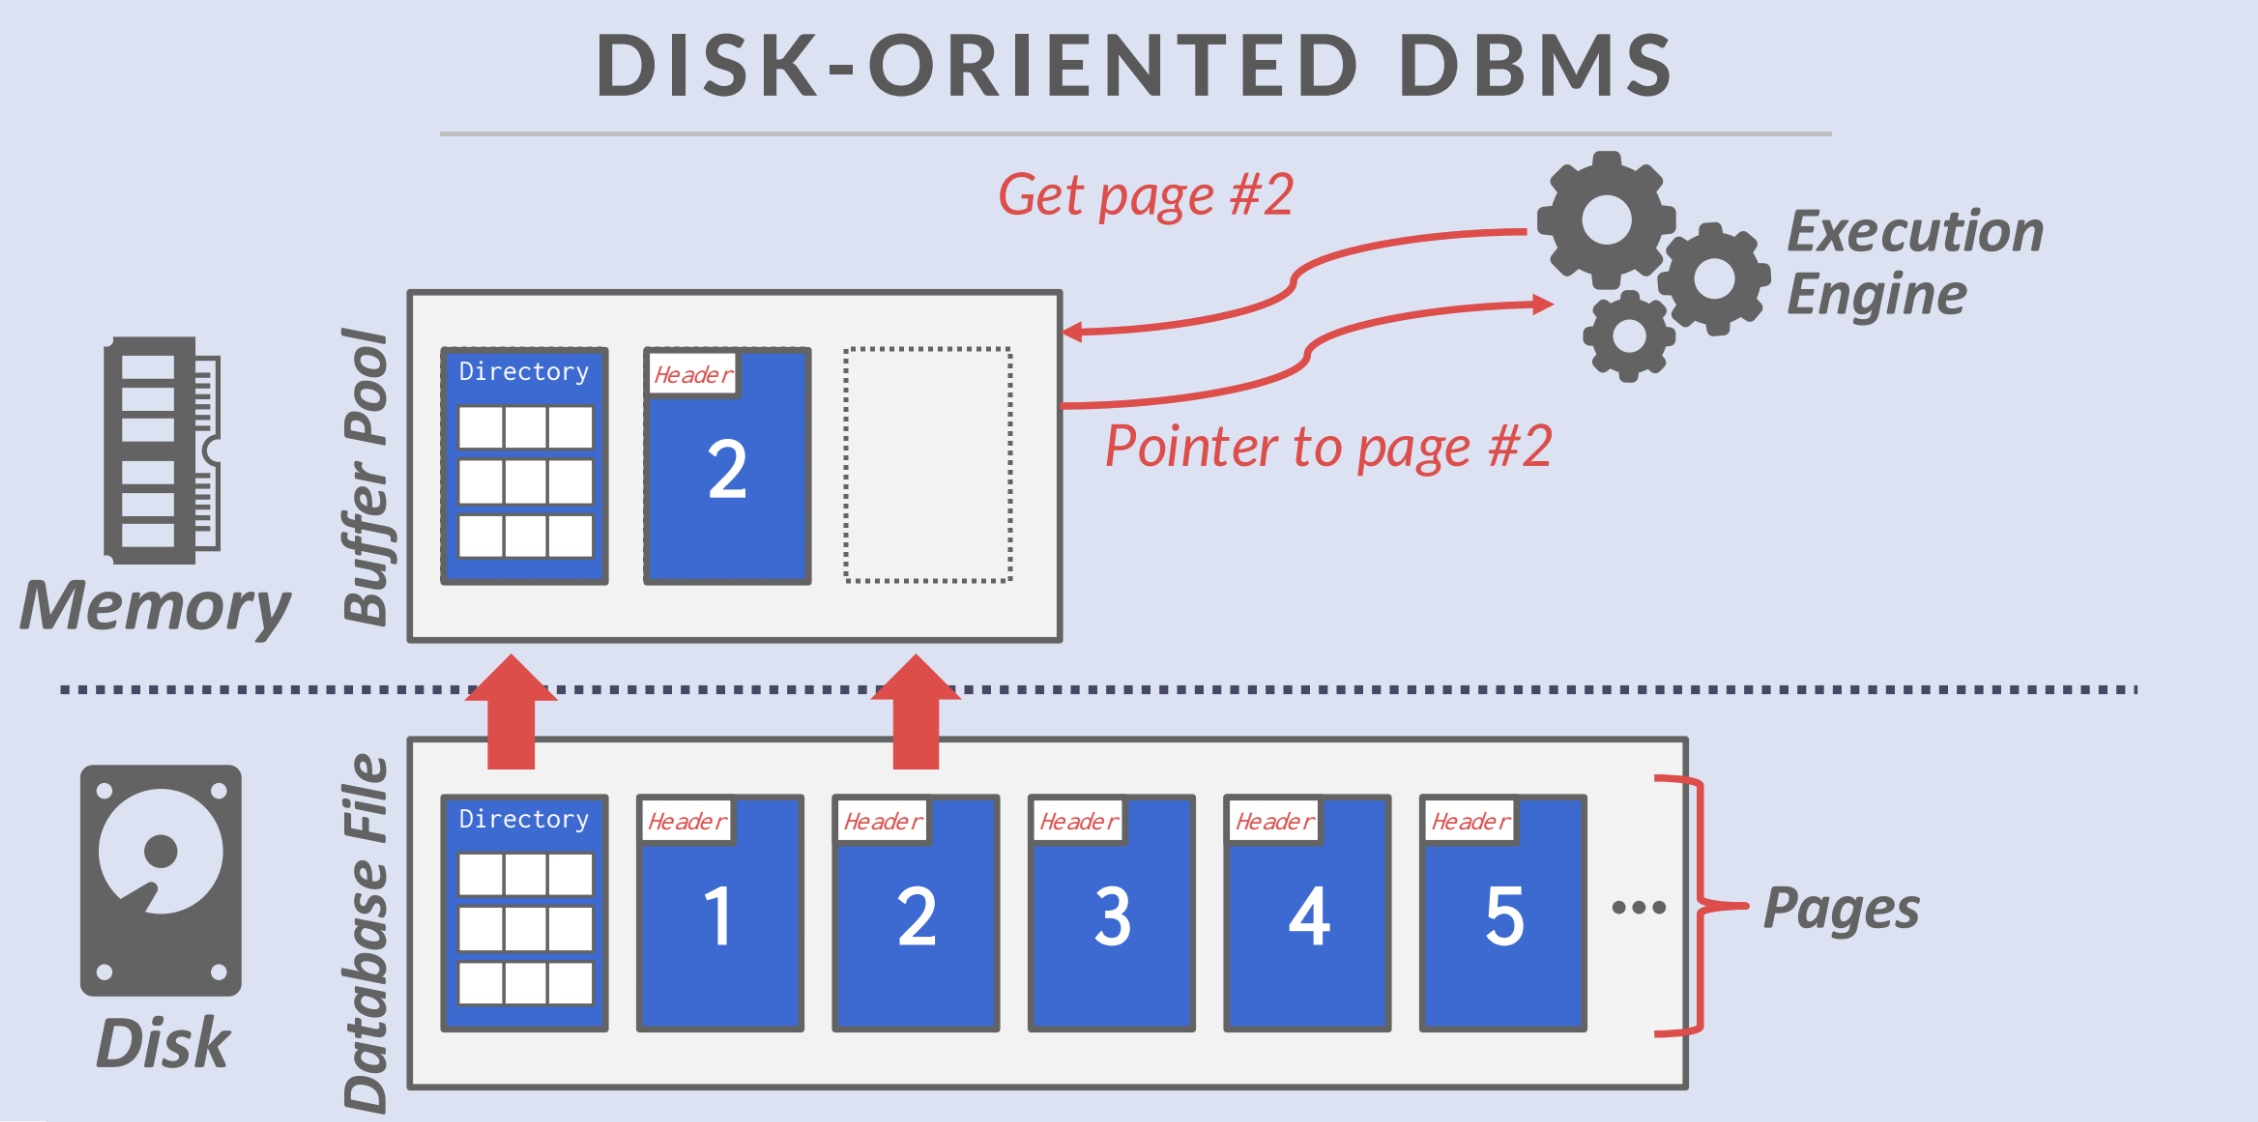 DISK-ORIENTED DBMS
Get page #2
Execution
Engine
Pointer to page #2
Memory
Buffer Pool
Directory
Header
2
Disk
Database File
Directory
Header
1
Header
2
Header
3
Header
4
Header
5
•••
Pages